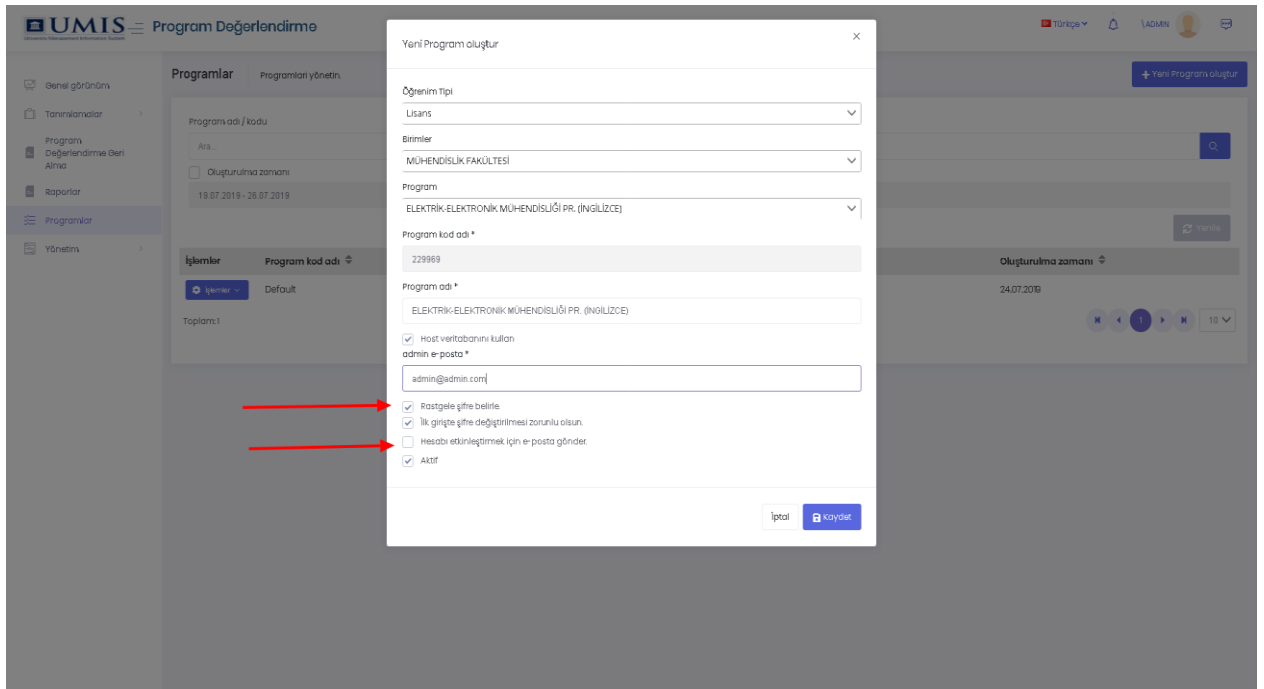 UMIS
Program Değerlendirme
Türkçe
\ADMIN
Genel görünüm
Tanımlamalar
Program
Değerlendirme Geri
Alma
Raporlar
Programlar
Yönetim
Programlar
Programları yönetin.
+ Yeni Program oluştur
Program adı / kodu
Ara...
Oluşturulma zamanı
19.07.2019 - 26.07.2019
Yenile
İşlemler
Program kod adı
Oluşturulma zamanı
İşlemler
Default
24.07.2019
Toplam: 1
1
10
Yeni Program oluştur
Öğrenim Tipi
Lisans
Birimler
MÜHENDİSLİK FAKÜLTESİ
Program
ELEKTRİK-ELEKTRONİK MÜHENDİSLİĞİ PR. (İNGİLİZCE)
Program kod adı *
229969
Program adı *
ELEKTRİK-ELEKTRONİK MÜHENDİSLİĞİ PR. (İNGİLİZCE)
Host veritabanını kullan
admin e-posta *
admin@admin.com
Rastgele şifre belirle.
İlk girişte şifre değiştirilmesi zorunlu olsun.
Hesabı etkinleştirmek için e-posta gönder.
Aktif
İptal
Kaydet